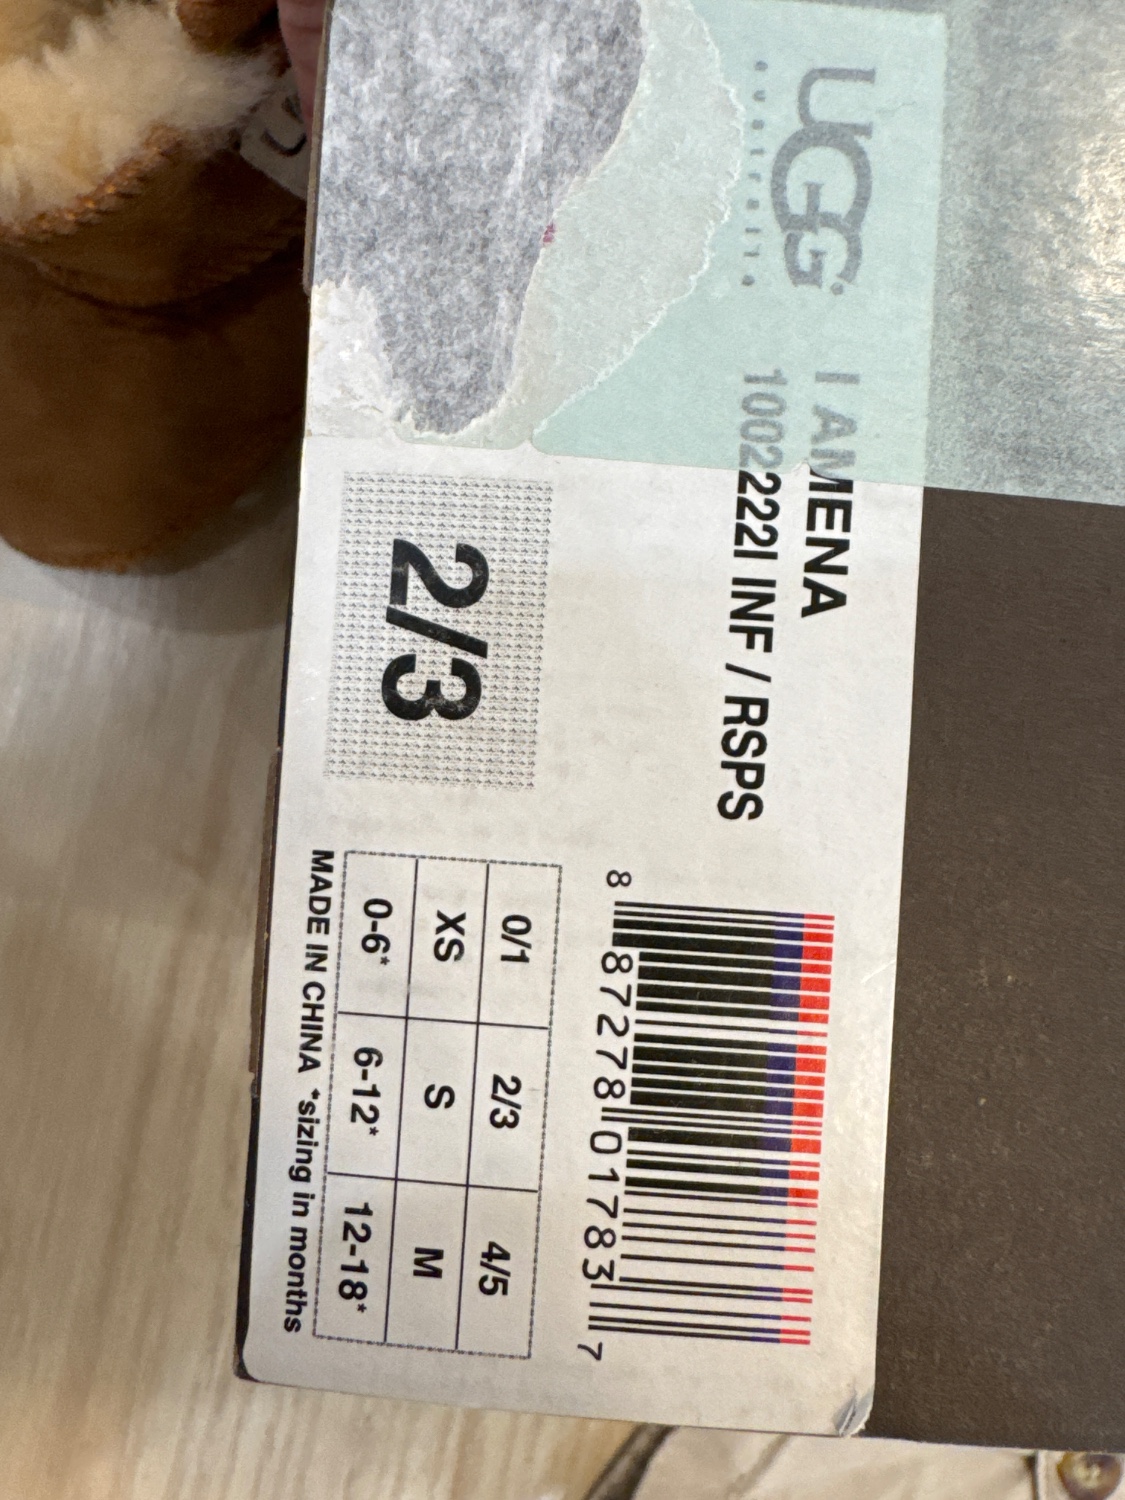 UGG
australia.
I AMENA
1002222I INF / RSPS
2/3
8 87278 01783 7
0/1 2/3 4/5
XS S M
0-6* 6-12* 12-18*
MADE IN CHINA *sizing in months